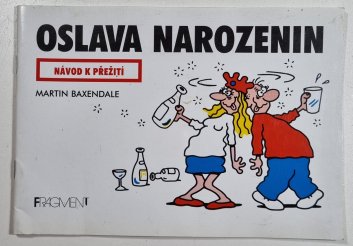 OSLAVA NAROZENIN
NÁVOD K PŘEŽITÍ
MARTIN BAXENDALE
FRAGMENT